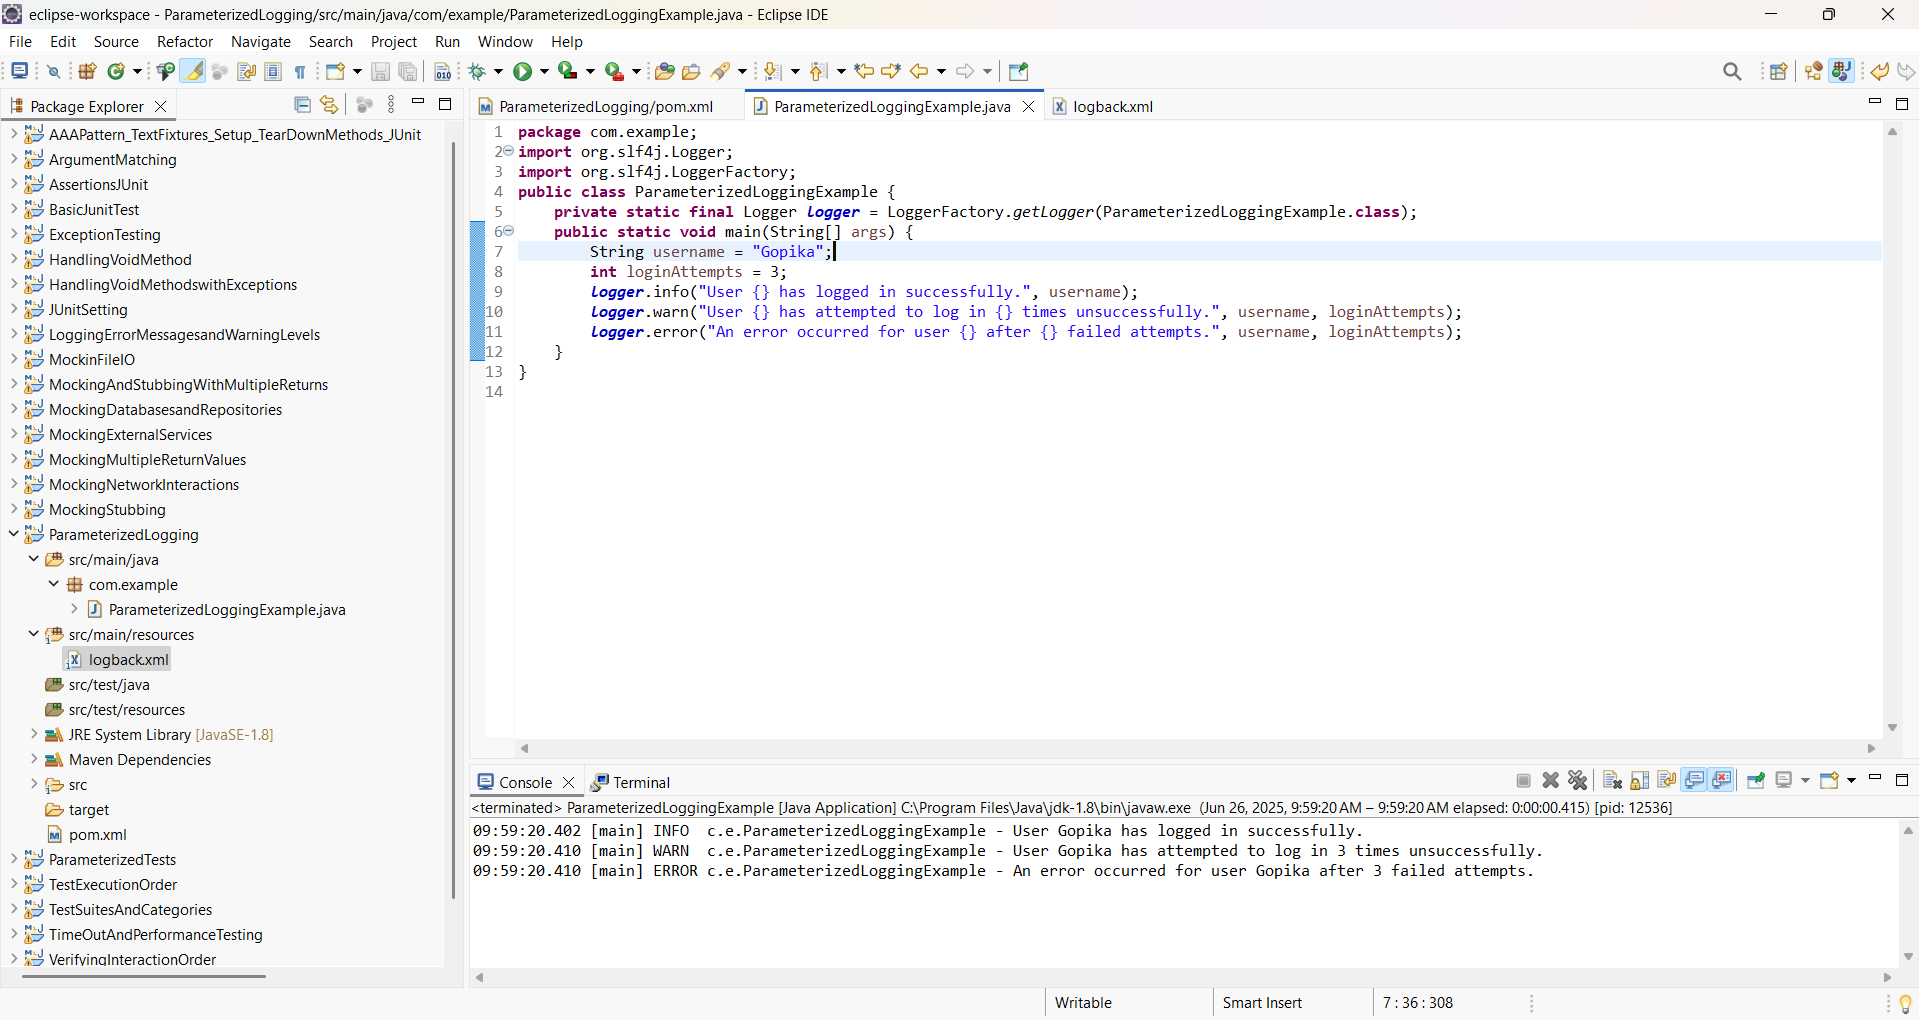 eclipse-workspace - ParameterizedLogging/src/main/java/com/example/ParameterizedLoggingExample.java - Eclipse IDE
File Edit Source Refactor Navigate Search Project Run Window Help
Package Explorer
AAAPattern_TextFixtures_Setup_TearDownMethods_JUnit
ArgumentMatching
AssertionsJUnit
BasicJunitTest
ExceptionTesting
HandlingVoidMethod
HandlingVoidMethodswithExceptions
JUnitSetting
LoggingErrorMessagesandWarningLevels
MockinFileIO
MockingAndStubbingWithMultipleReturns
MockingDatabasesandRepositories
MockingExternalServices
MockingMultipleReturnValues
MockingNetworkInteractions
MockingStubbing
ParameterizedLogging
src/main/java
com.example
ParameterizedLoggingExample.java
src/main/resources
logback.xml
src/test/java
src/test/resources
JRE System Library [JavaSE-1.8]
Maven Dependencies
src
target
pom.xml
ParameterizedTests
TestExecutionOrder
TestSuitesAndCategories
TimeOutAndPerformanceTesting
VerifyingInteractionOrder
ParameterizedLogging/pom.xml ParameterizedLoggingExample.java logback.xml
1 package com.example;
2 import org.slf4j.Logger;
3 import org.slf4j.LoggerFactory;
4 public class ParameterizedLoggingExample {
5 private static final Logger logger = LoggerFactory.getLogger(ParameterizedLoggingExample.class);
6 public static void main(String[] args) {
7 String username = "Gopika";
8 int loginAttempts = 3;
9 logger.info("User {} has logged in successfully.", username);
10 logger.warn("User {} has attempted to log in {} times unsuccessfully.", username, loginAttempts);
11 logger.error("An error occurred for user {} after {} failed attempts.", username, loginAttempts);
12 }
13 }
14
Console Terminal
<terminated> ParameterizedLoggingExample [Java Application] C:\Program Files\Java\jdk-1.8\bin\javaw.exe (Jun 26, 2025, 9:59:20 AM – 9:59:20 AM elapsed: 0:00:00.415) [pid: 12536]
09:59:20.402 [main] INFO c.e.ParameterizedLoggingExample - User Gopika has logged in successfully.
09:59:20.410 [main] WARN c.e.ParameterizedLoggingExample - User Gopika has attempted to log in 3 times unsuccessfully.
09:59:20.410 [main] ERROR c.e.ParameterizedLoggingExample - An error occurred for user Gopika after 3 failed attempts.
Writable Smart Insert 7 : 36 : 308